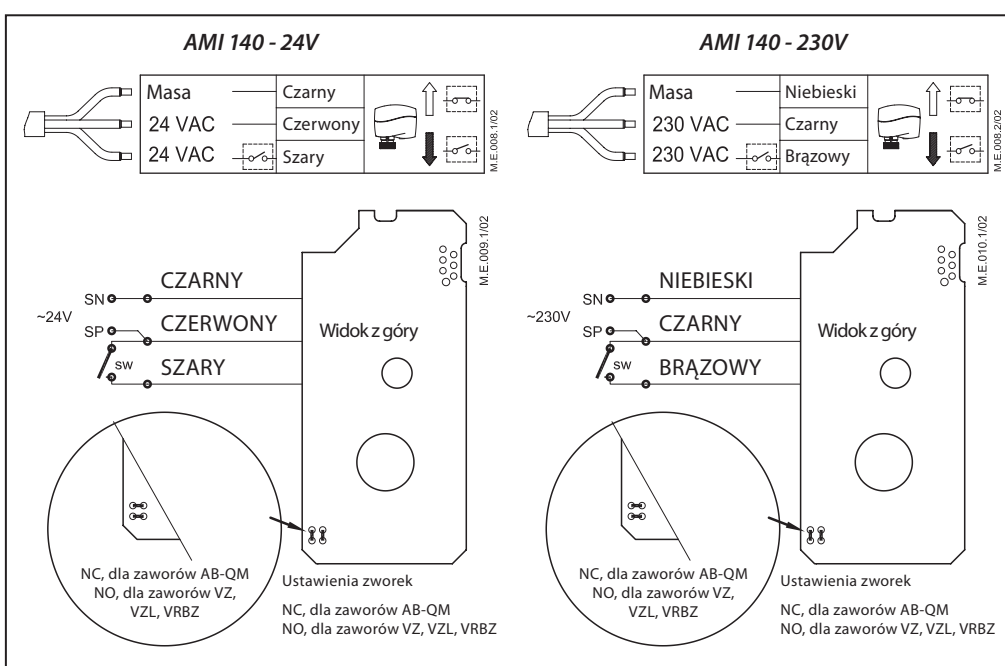 AMI 140 - 24V
Masa Czarny
24 VAC Czerwony
24 VAC Szary
M.E.008.1/02
SN CZARNY
~24V
SP CZERWONY
sw SZARY
Widok z góry
M.E.009.1/02
NC, dla zaworów AB-QM
NO, dla zaworów VZ,
VZL, VRBZ
Ustawienia zworek
NC, dla zaworów AB-QM
NO, dla zaworów VZ, VZL, VRBZ
AMI 140 - 230V
Masa Niebieski
230 VAC Czarny
230 VAC Brązowy
M.E.008.2/02
SN NIEBIESKI
~230V
SP CZARNY
sw BRĄZOWY
Widok z góry
M.E.010.1/02
NC, dla zaworów AB-QM
NO, dla zaworów VZ,
VZL, VRBZ
Ustawienia zworek
NC, dla zaworów AB-QM
NO, dla zaworów VZ, VZL, VRBZ